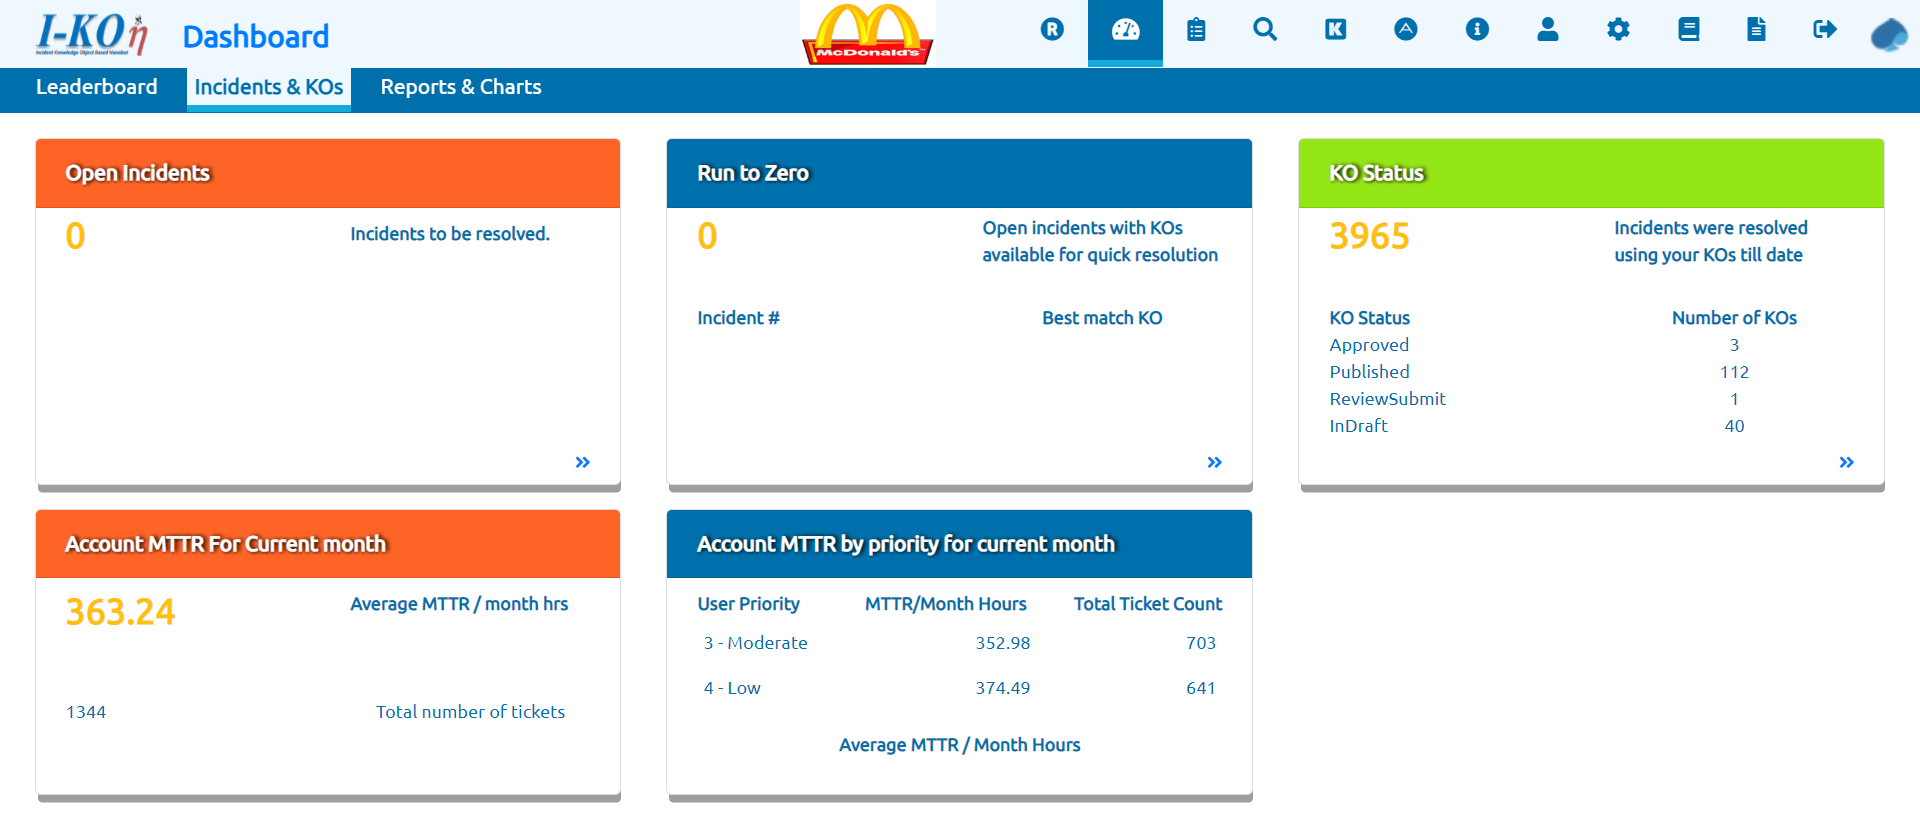 I-KOη
Incident Knowledge Object Based Nanobot
Dashboard
McDonald's
R
K
A
i
Leaderboard
Incidents & KOs
Reports & Charts
Open Incidents
0
Incidents to be resolved.
Run to Zero
0
Open incidents with KOs
available for quick resolution
Incident #
Best match KO
KO Status
3965
Incidents were resolved
using your KOs till date
KO Status
Number of KOs
Approved
3
Published
112
ReviewSubmit
1
InDraft
40
Account MTTR For Current month
363.24
Average MTTR / month hrs
1344
Total number of tickets
Account MTTR by priority for current month
User Priority
MTTR/Month Hours
Total Ticket Count
3 - Moderate
352.98
703
4 - Low
374.49
641
Average MTTR / Month Hours